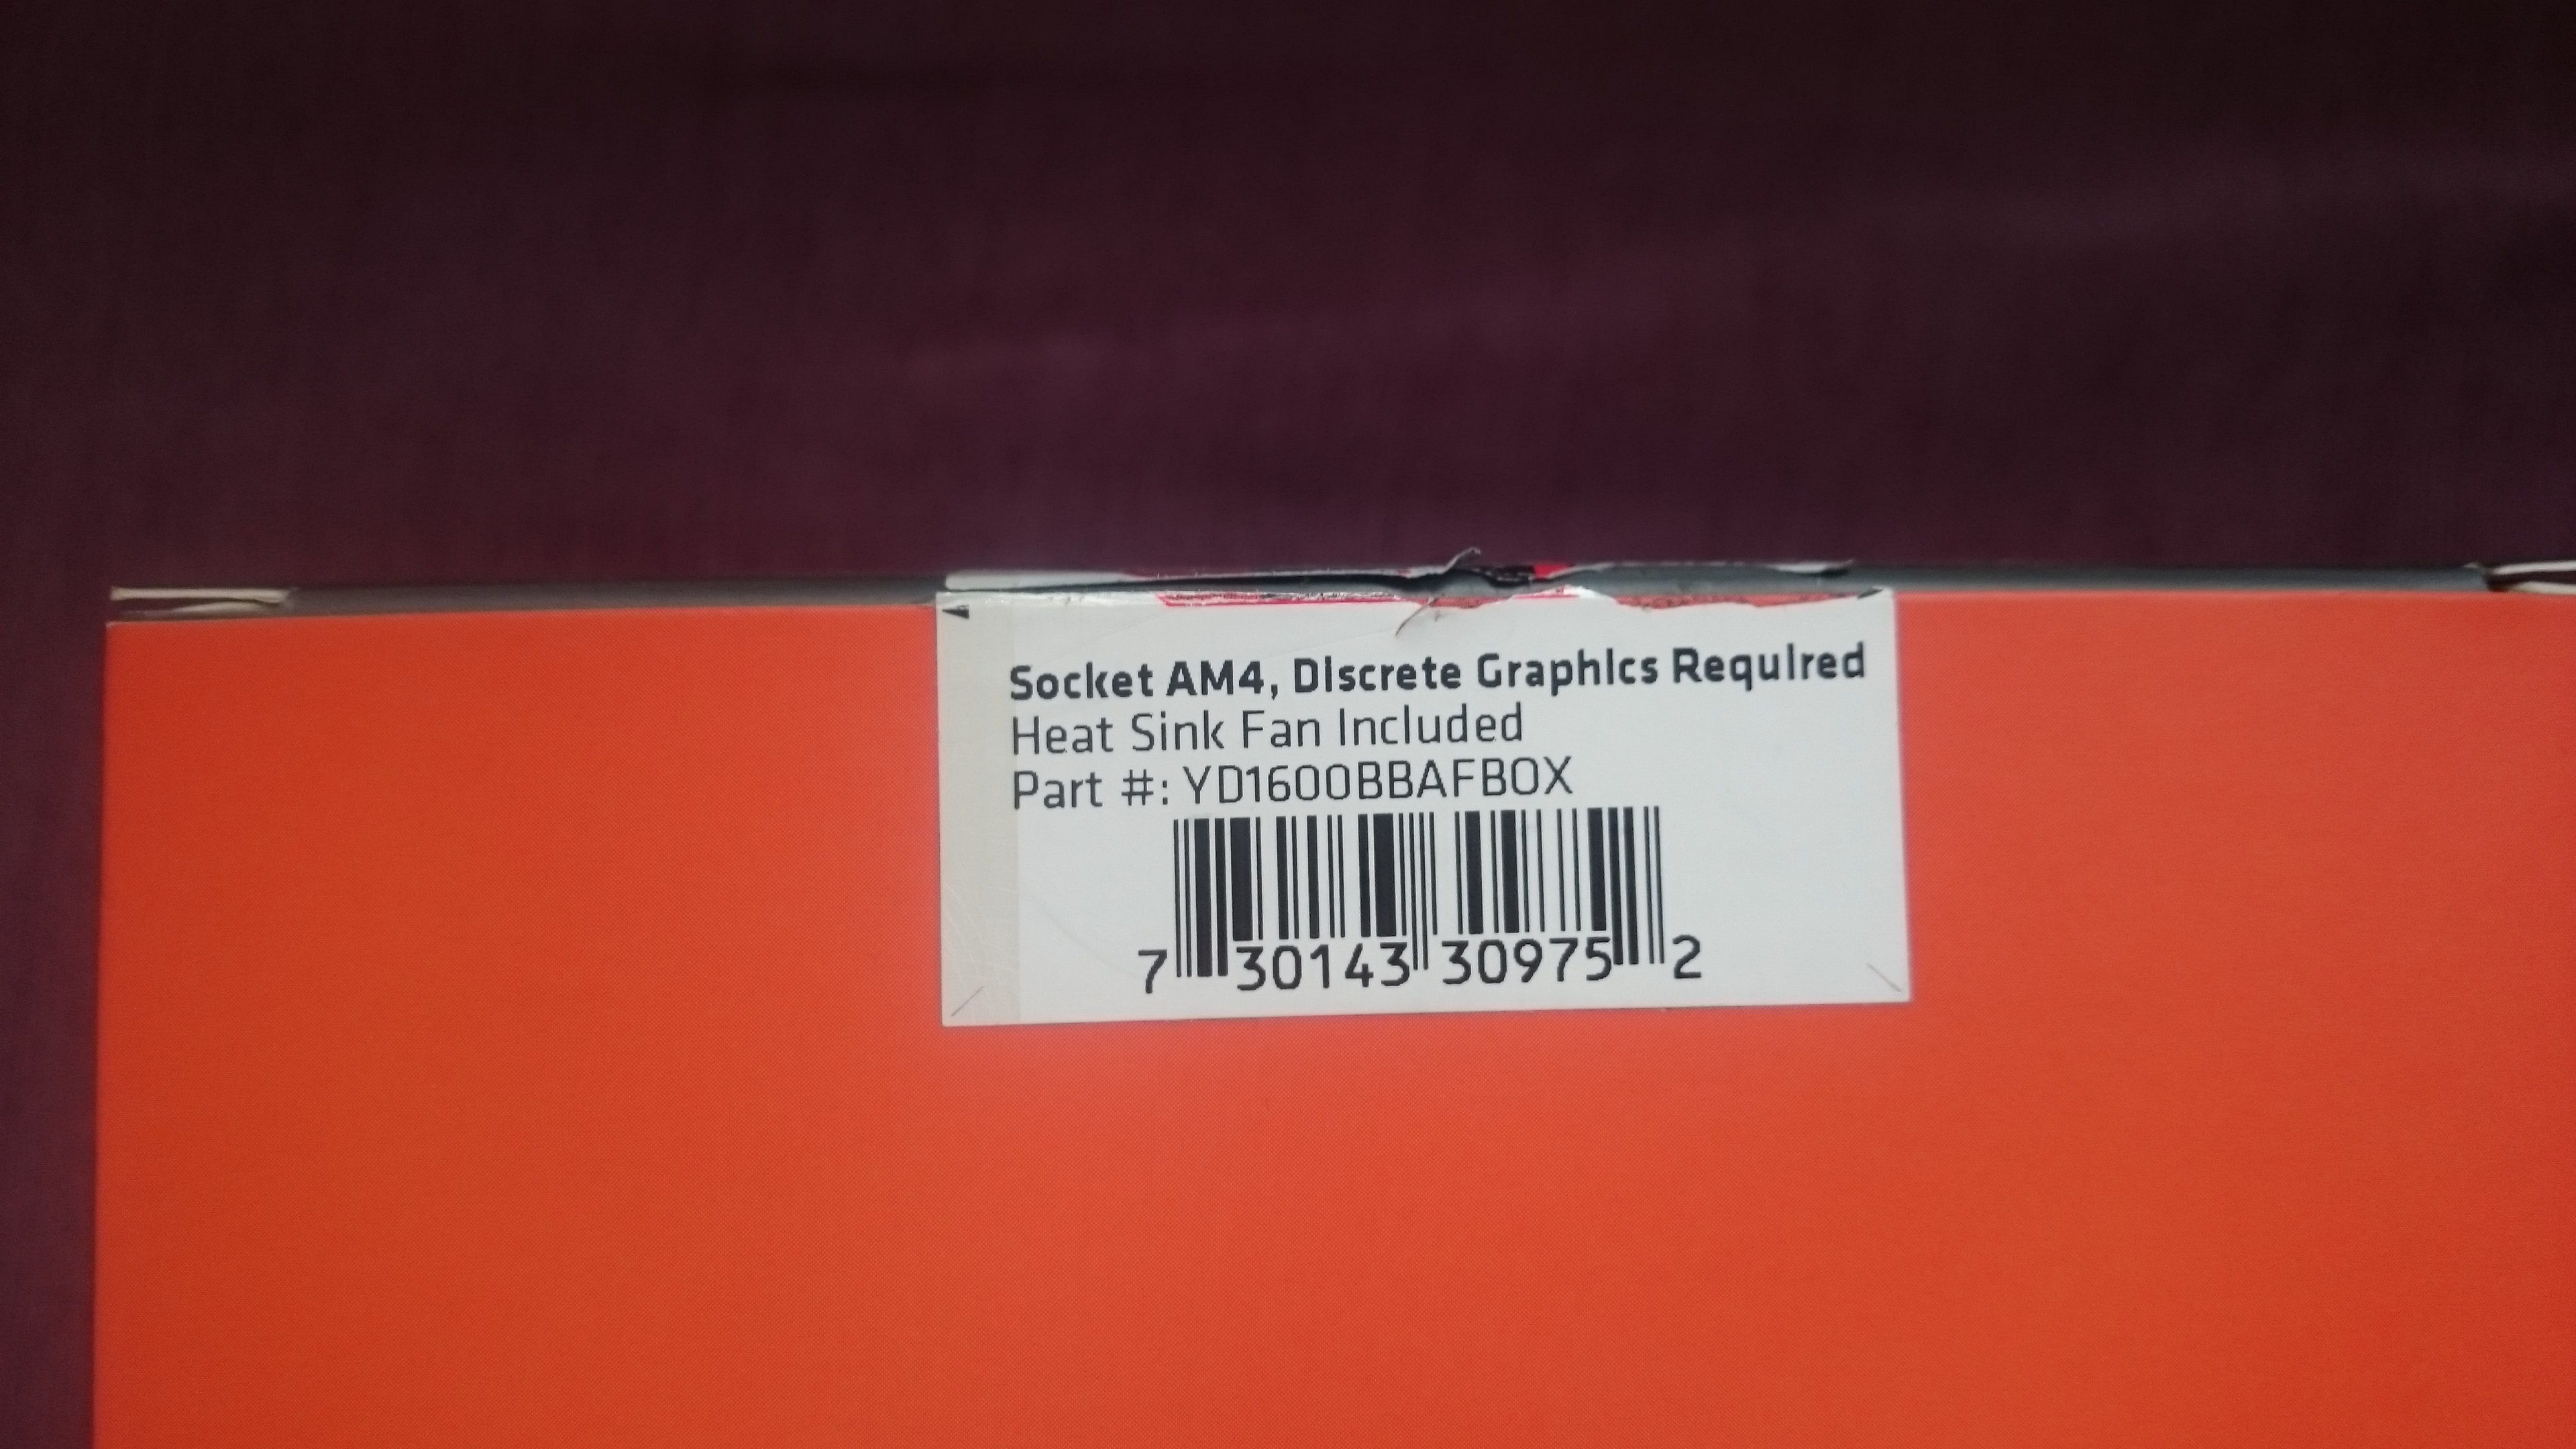 Socket AM4, Discrete Graphics Required
Heat Sink Fan Included
Part #: YD1600BBAFBOX
7 30143 30975 2